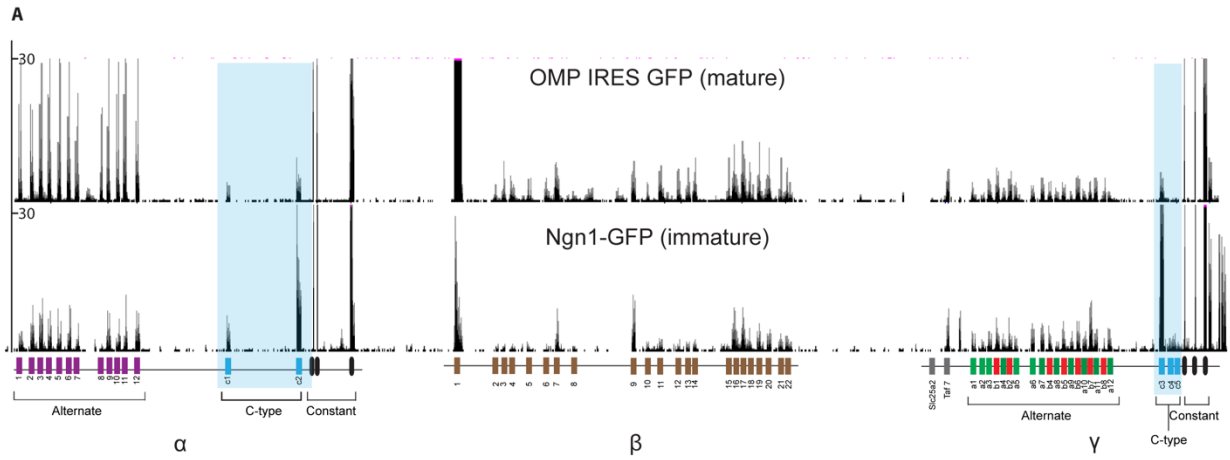 A
30
OMP IRES GFP (mature)
30
Ngn1-GFP (immature)
1 2 3 4 5 6 7 8 9 10 11 12 c1 c2
1 2 3 4 5 6 7 8 9 10 11 12 13 14 15 16 17 18 19 20 21 22
Slc25a2 Taf 7 a1 a2 a3 b1 a4 b2 a5 a6 a7 b4 a8 b5 a9 b6 a10 b7 a11 b8 a12 c3 c4 c5
Alternate C-type Constant Alternate Constant
C-type
α β γ